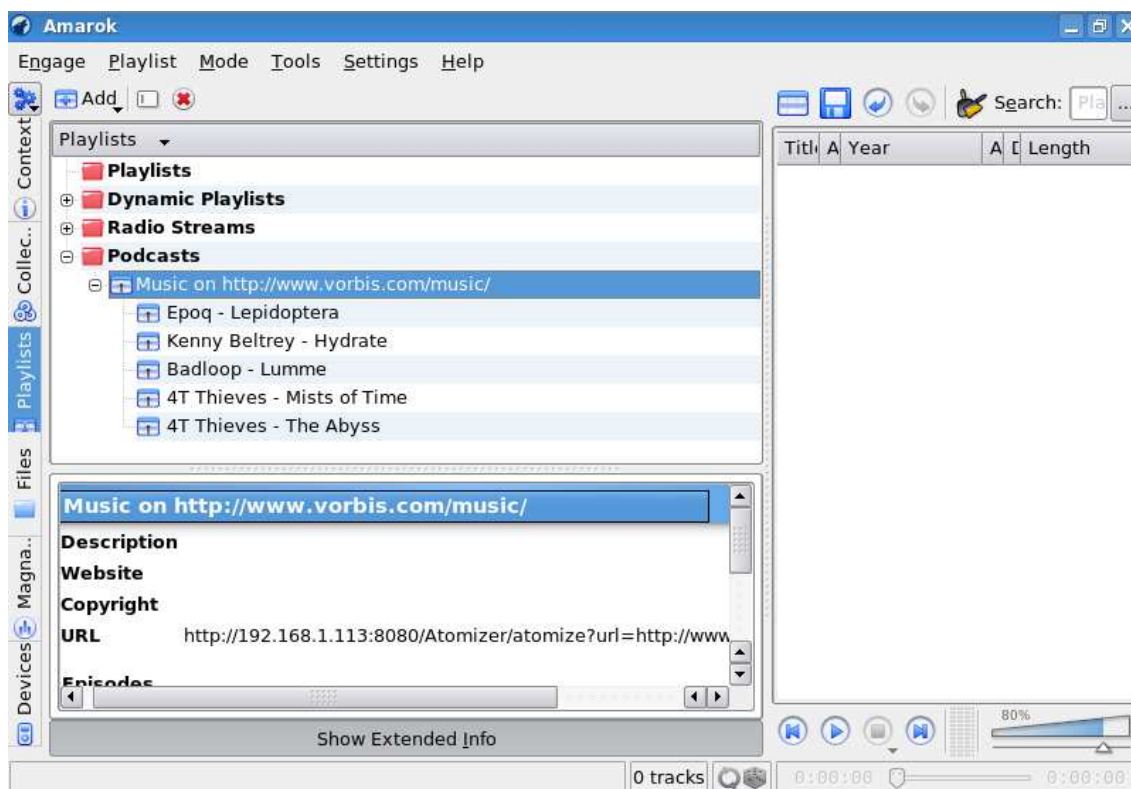 Amarok
Engage Playlist Mode Tools Settings Help
Add
Search: Pla ...
Context
Collec..
Playlists
Files
Magna..
Devices
Playlists
Playlists
Dynamic Playlists
Radio Streams
Podcasts
Music on http://www.vorbis.com/music/
Epoq - Lepidoptera
Kenny Beltrey - Hydrate
Badloop - Lumme
4T Thieves - Mists of Time
4T Thieves - The Abyss
Music on http://www.vorbis.com/music/
Description
Website
Copyright
URL http://192.168.1.113:8080/Atomizer/atomize?url=http://www
Episodes
Show Extended Info
Title A Year A D Length
80%
0 tracks
0:00:00 0:00:00